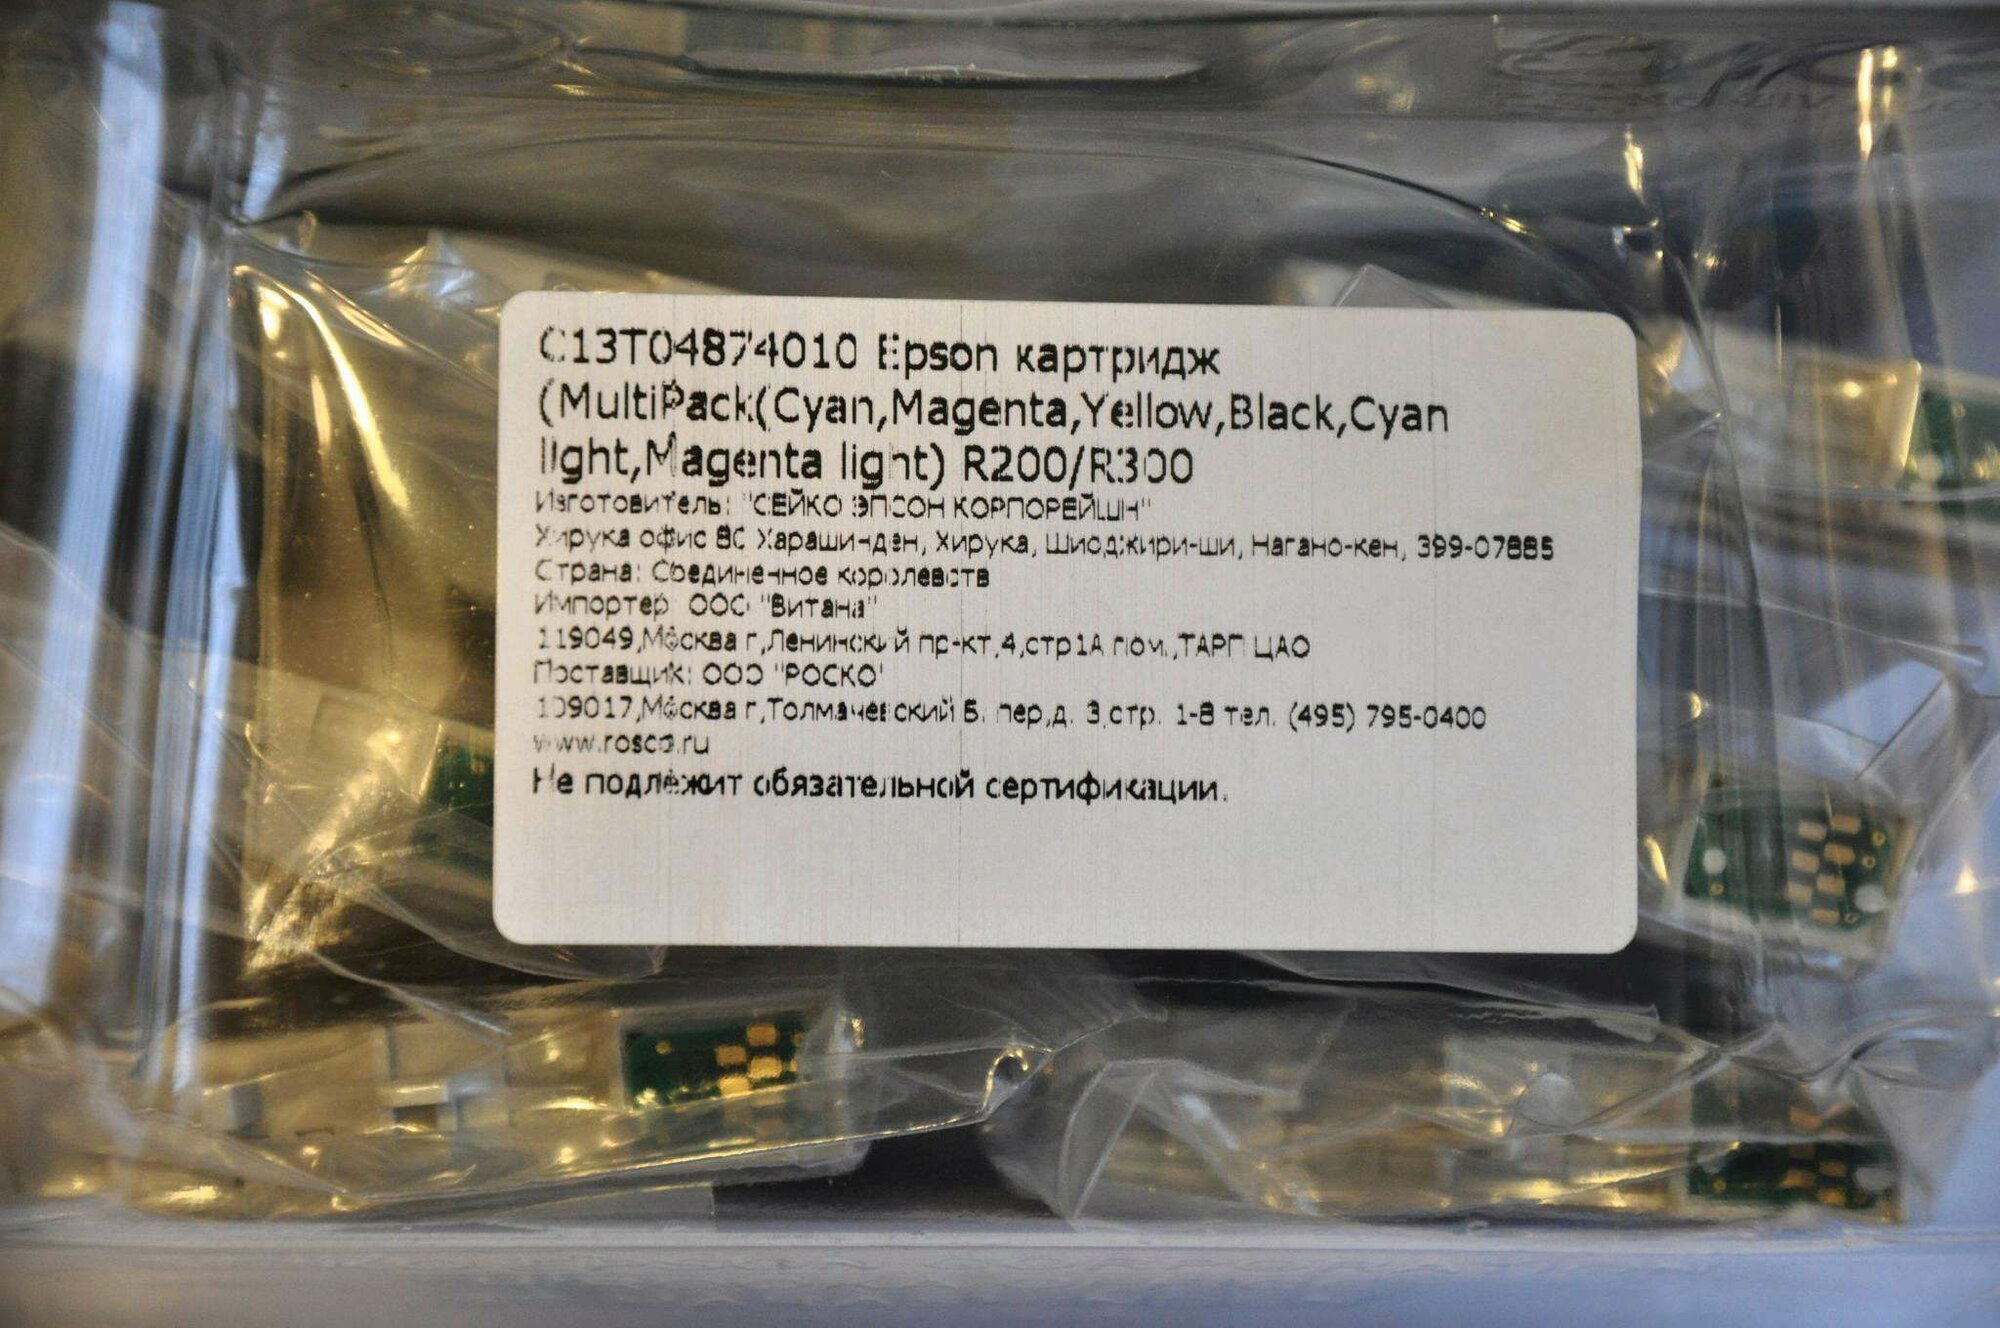 C13T04874010 Epson картридж
(MultiPack(Cyan,Magenta,Yellow,Black,Cyan
light,Magenta light) R200/R300
Изготовитель: "СЕЙКО ЭПСОН КОРПОРЕЙШН"
Хирука офис 8C Харашинден, Хирука, Шиоджири-ши, Нагано-кен, 399-07885
Страна: Соединенное королевств
Импортер: ООО "Витана"
119049,Москва г,Ленинский пр-кт,4,стр1А пом.,ТАРП ЦАО
Поставщик: ООО "РОСКО"
109017,Москва г,Толмачевский Б. пер,д. 3,стр. 1-8 тел. (495) 795-0400
www.rosco.ru
Не подлежит обязательной сертификации.